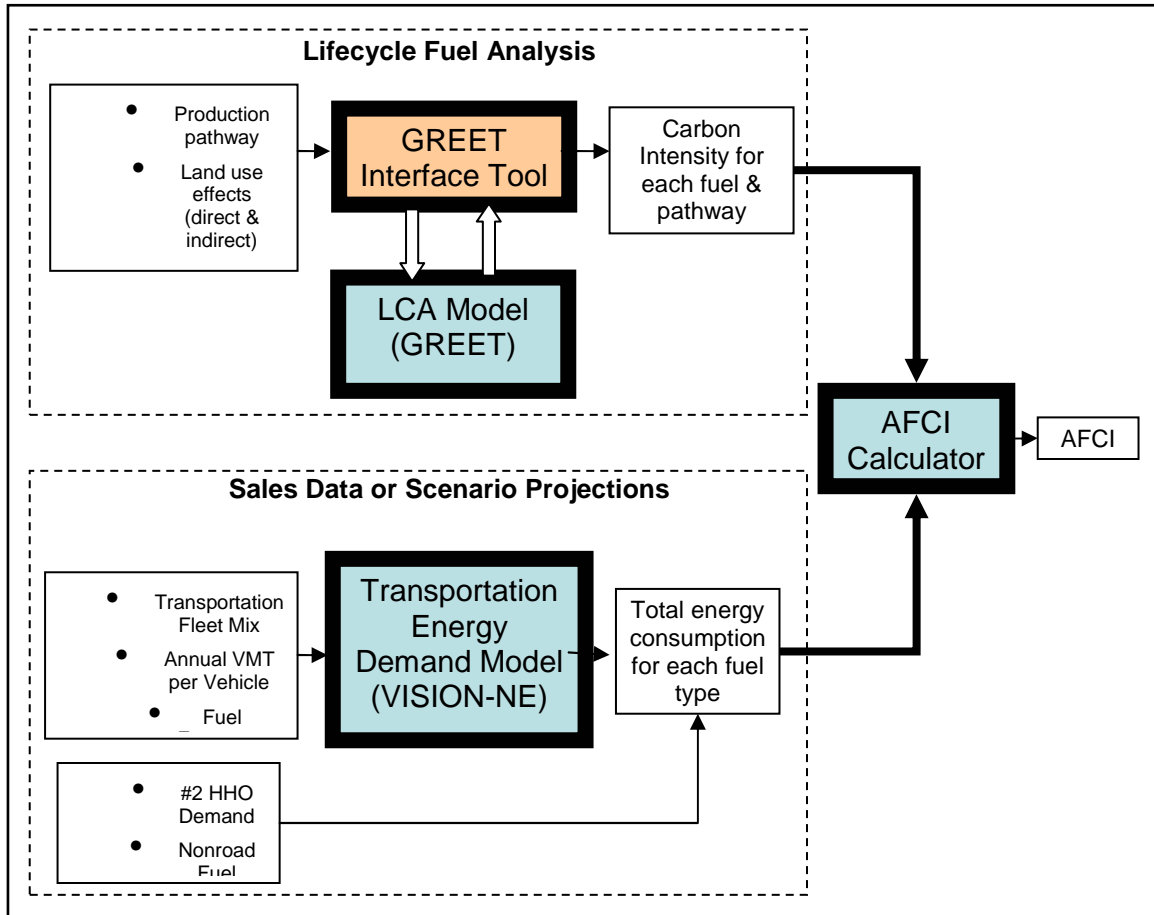 Lifecycle Fuel Analysis
Production
pathway
Land use
effects
(direct &
indirect)
GREET
Interface Tool
Carbon
Intensity for
each fuel &
pathway
LCA Model
(GREET)
AFCI
Calculator
AFCI
Sales Data or Scenario Projections
Transportation
Fleet Mix
Annual VMT
per Vehicle
Fuel
Transportation
Energy
Demand Model
(VISION-NE)
Total energy
consumption
for each fuel
type
#2 HHO
Demand
Nonroad
Fuel